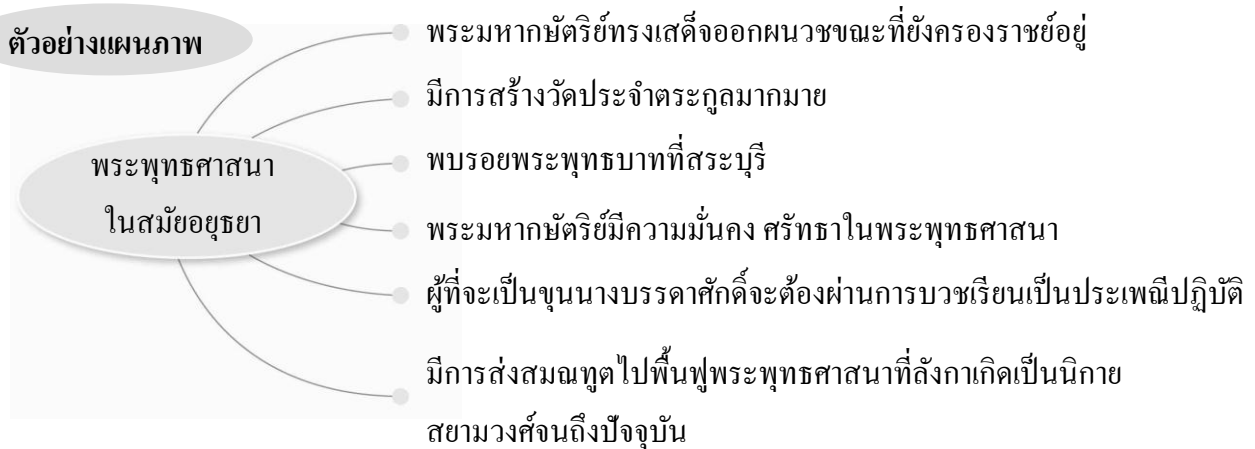 ตัวอย่างแผนภาพ
พระมหากษัตริย์ทรงเสด็จออกผนวชขณะที่ยังครองราชย์อยู่
มีการสร้างวัดประจำตระกูลมากมาย
พบรอยพระพุทธบาทที่สระบุรี
พระพุทธศาสนา
ในสมัยอยุธยา
พระมหากษัตริย์มีความมั่นคง ศรัทธาในพระพุทธศาสนา
ผู้ที่จะเป็นขุนนางบรรดาศักดิ์จะต้องผ่านการบวชเรียนเป็นประเพณีปฏิบัติ
มีการส่งสมณทูตไปพื้นฟูพระพุทธศาสนาที่ลังกาเกิดเป็นนิกาย
สยามวงศ์จนถึงปัจจุบัน